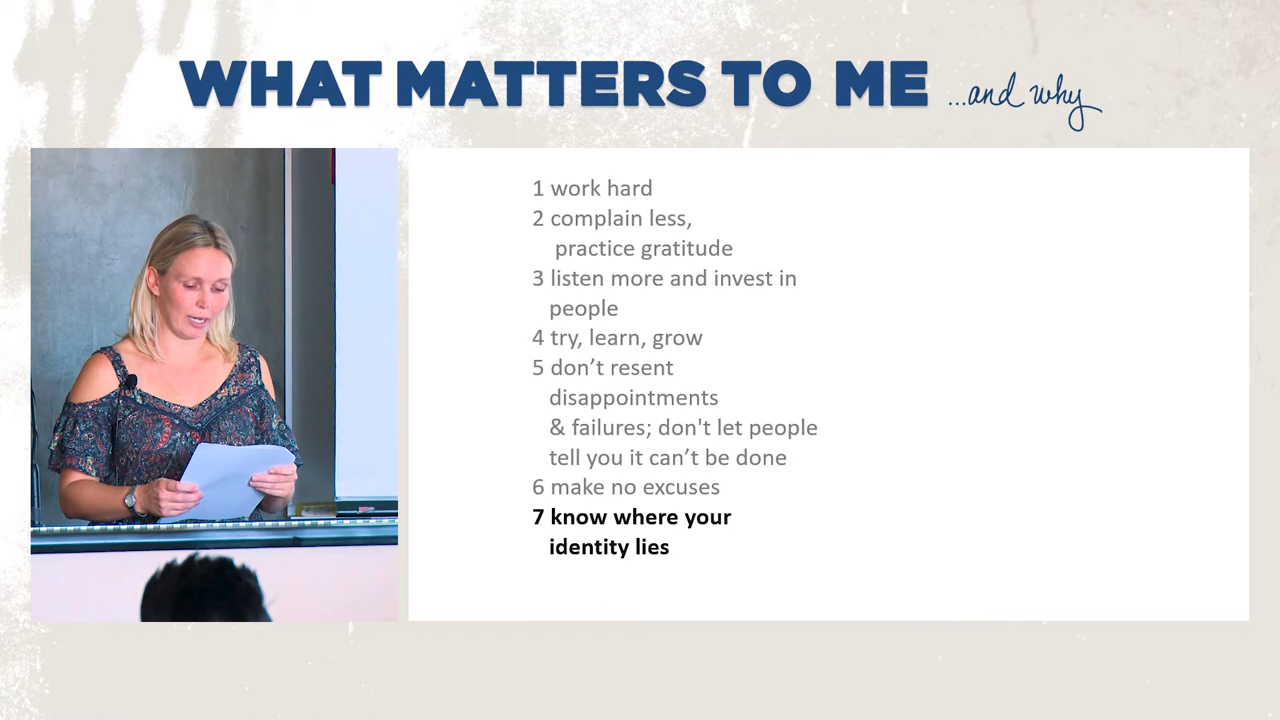 WHAT MATTERS TO ME ...and why
1 work hard
2 complain less,
practice gratitude
3 listen more and invest in
people
4 try, learn, grow
5 don’t resent
disappointments
& failures; don't let people
tell you it can’t be done
6 make no excuses
7 know where your
identity lies